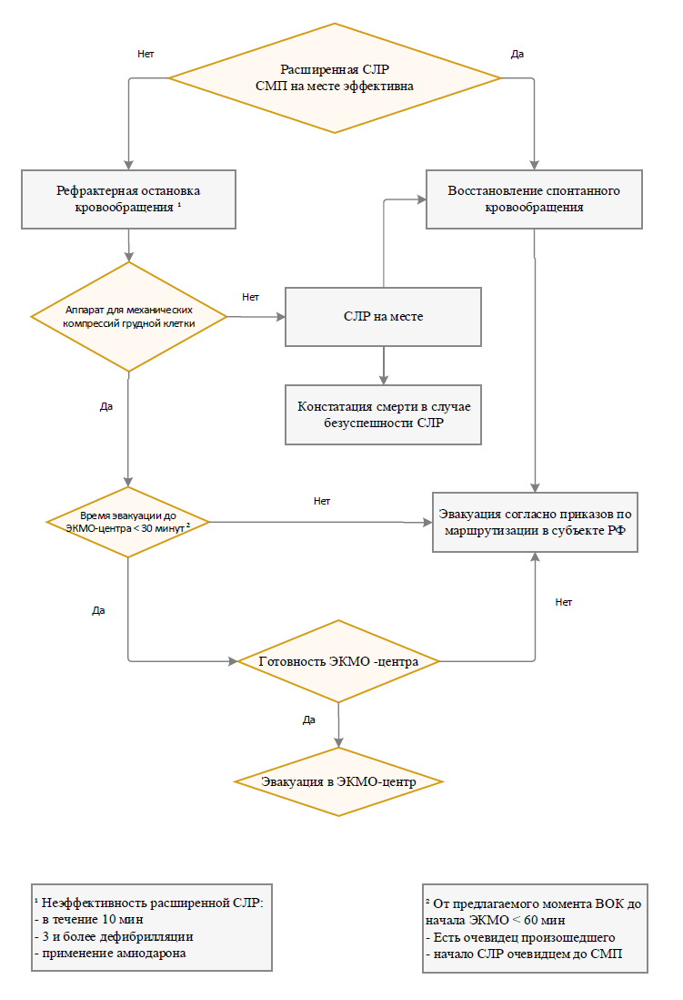 Нет
Да
Расширенная СЛР
СМП на месте эффективна
Рефрактерная остановка
кровообращения ¹
Восстановление спонтанного
кровообращения
Аппарат для механических
компрессий грудной клетки
Нет
СЛР на месте
Да
Констатация смерти в случае
безуспешности СЛР
Время эвакуации до
ЭКМО-центра < 30 минут ²
Нет
Эвакуация согласно приказов по
маршрутизации в субъекте РФ
Да
Нет
Готовность ЭКМО -центра
Да
Эвакуация в ЭКМО-центр
¹ Неэффективность расширенной СЛР:
- в течение 10 мин
- 3 и более дефибрилляции
- применение амиодарона
² От предлагаемого момента ВОК до
начала ЭКМО < 60 мин
- Есть очевидец произошедшего
- начало СЛР очевидцем до СМП